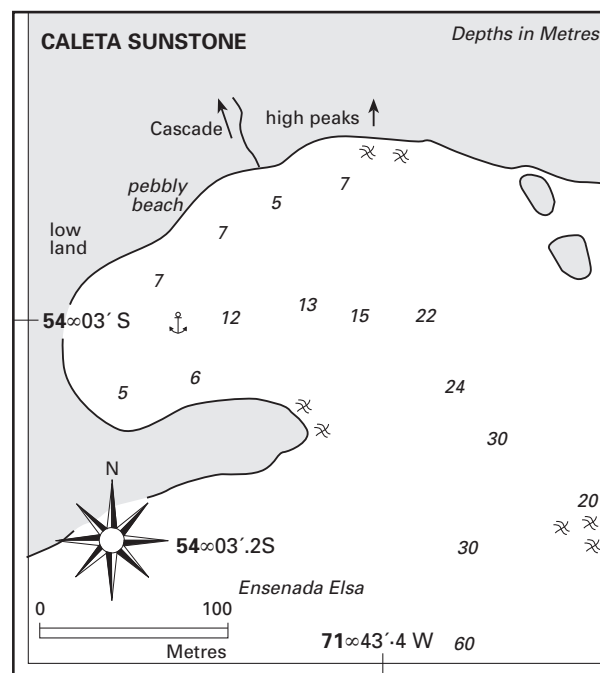 CALETA SUNSTONE
Depths in Metres
Cascade
high peaks
pebbly
beach
low
land
7
5
7
7
54∞03´ S
12
13
15
22
5
6
24
30
N
20
54∞03´.2S
30
Ensenada Elsa
0
100
Metres
71∞43´·4 W
60